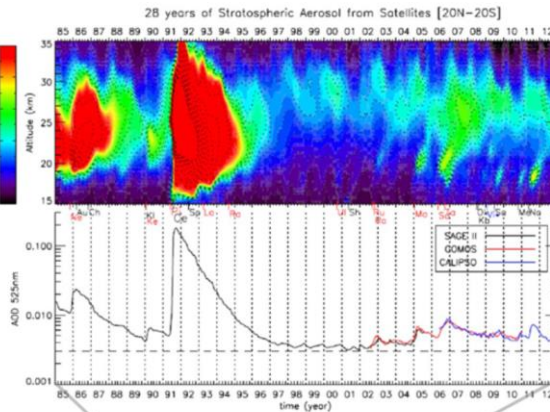 28 years of Stratospheric Aerosol from Satellites [20N-20S]
85 86 87 88 89 90 91 92 93 94 95 96 97 98 99 00 01 02 03 04 05 06 07 08 09 10 11 12
35
30
25
20
15
Altitude (km)
Au Ch
Ke
Sp La
Ra
Sh
Ma
0.100
0.010
0.001
AOD 525nm
SAGE II
GOMOS
CALIPSO
85 86 87 88 89 90 91 92 93 94 95 96 97 98 99 00 01 02 03 04 05 06 07 08 09 10 11 12
time (year)